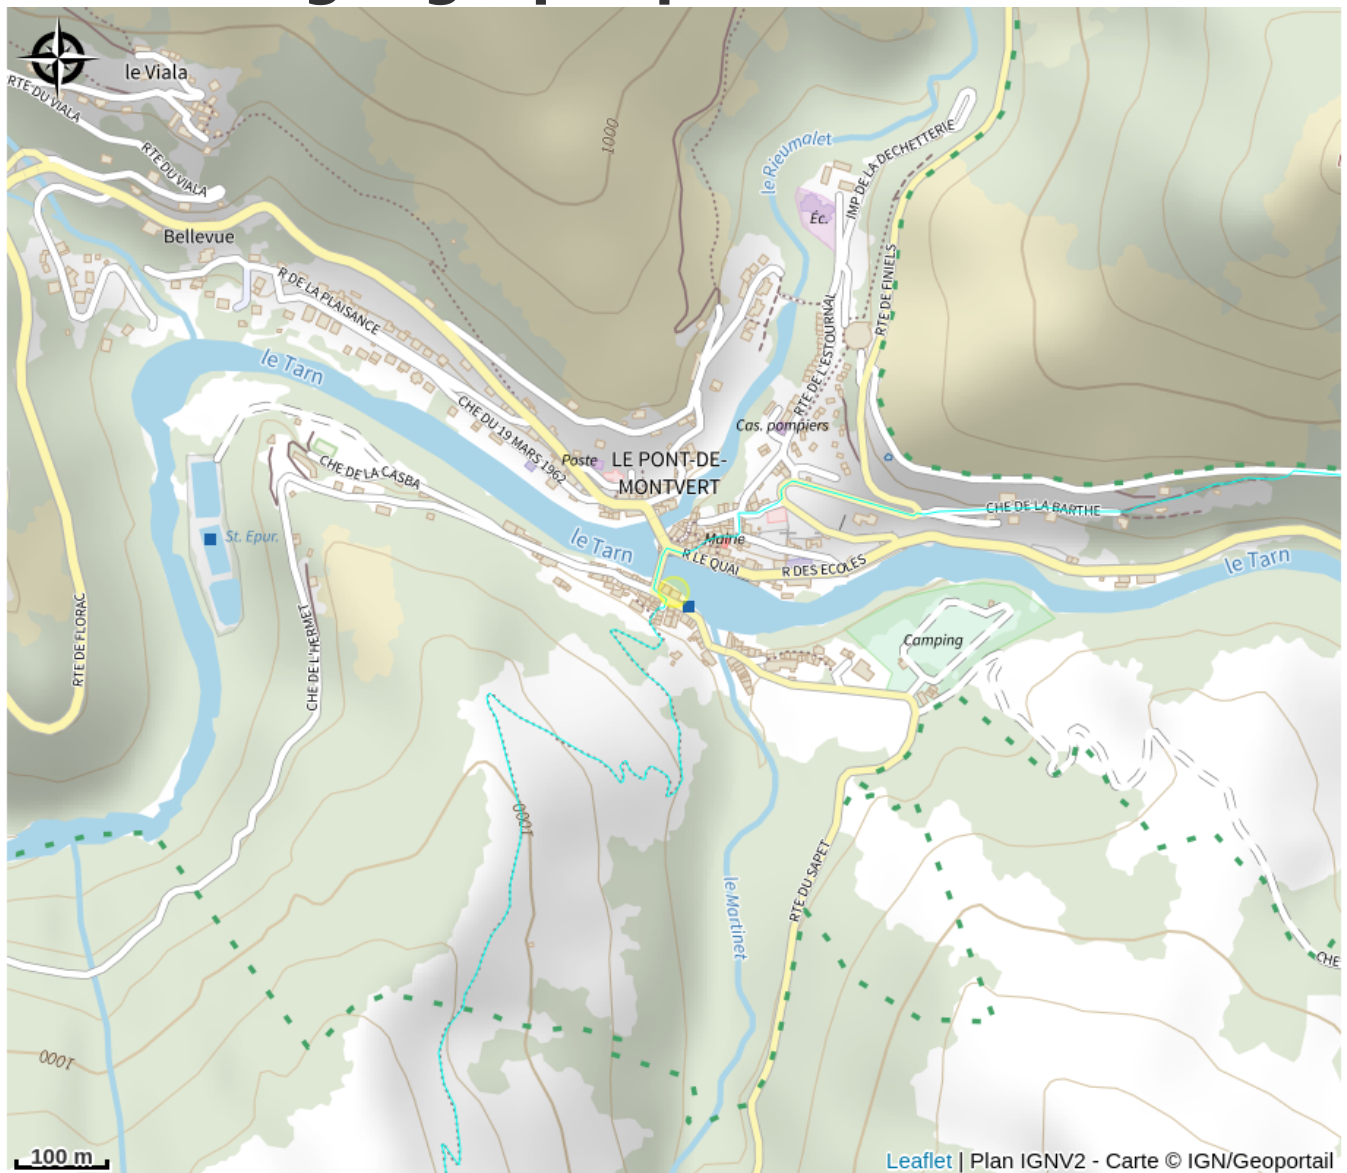 le Viala
RTE DU VIALA
RTE DU VIALA
1000
le Rieumalet
IMP DE LA DECHETTERIE
Éc.
Bellevue
R DE LA PLAISANCE
RTE DE FINIELS
RTE DE L'ESTOURNAL
le Tarn
CHE DU 19 MARS 1962
Cas. pompiers
Poste
LE PONT-DE-
MONTVERT
CHE DE LA CASBA
CHE DE LA BARTHE
St. Epur.
le Tarn
Mairie
R LE QUAI
R DES ECOLES
le Tarn
RTE DE FLORAC
CHE DE L'HERMET
Camping
1000
RTE DU SAPET
le Martinet
CHE
1000
100 m
Leaflet | Plan IGNV2 - Carte © IGN/Geoportail